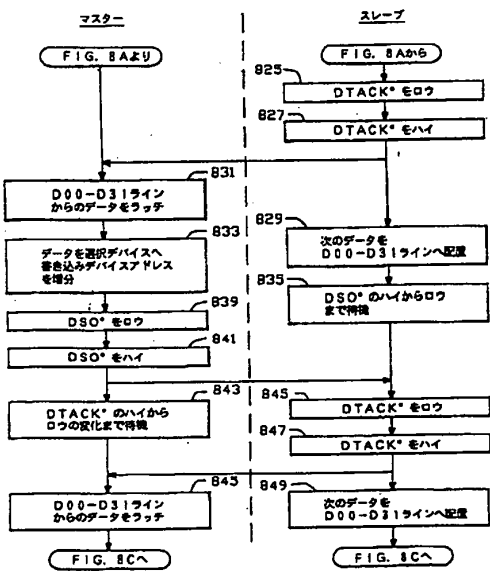 マスター
スレーブ
FIG. 8Aより
FIG. 8Aから
825
DTACK* をロウ
827
DTACK* をハイ
831
D00-D31ライン
からのデータをラッチ
833
データを選択デバイスへ
書き込みデバイスアドレス
を増分
829
次のデータを
D00-D31ラインへ配置
835
DSO* のハイからロウ
まで待機
839
DSO* をロウ
841
DSO* をハイ
843
DTACK* のハイから
ロウの変化まで待機
845
DTACK* をロウ
847
DTACK* をハイ
845
D00-D31ライン
からのデータをラッチ
849
次のデータを
D00-D31ラインへ配置
FIG. 8Cへ
FIG. 8Cへ